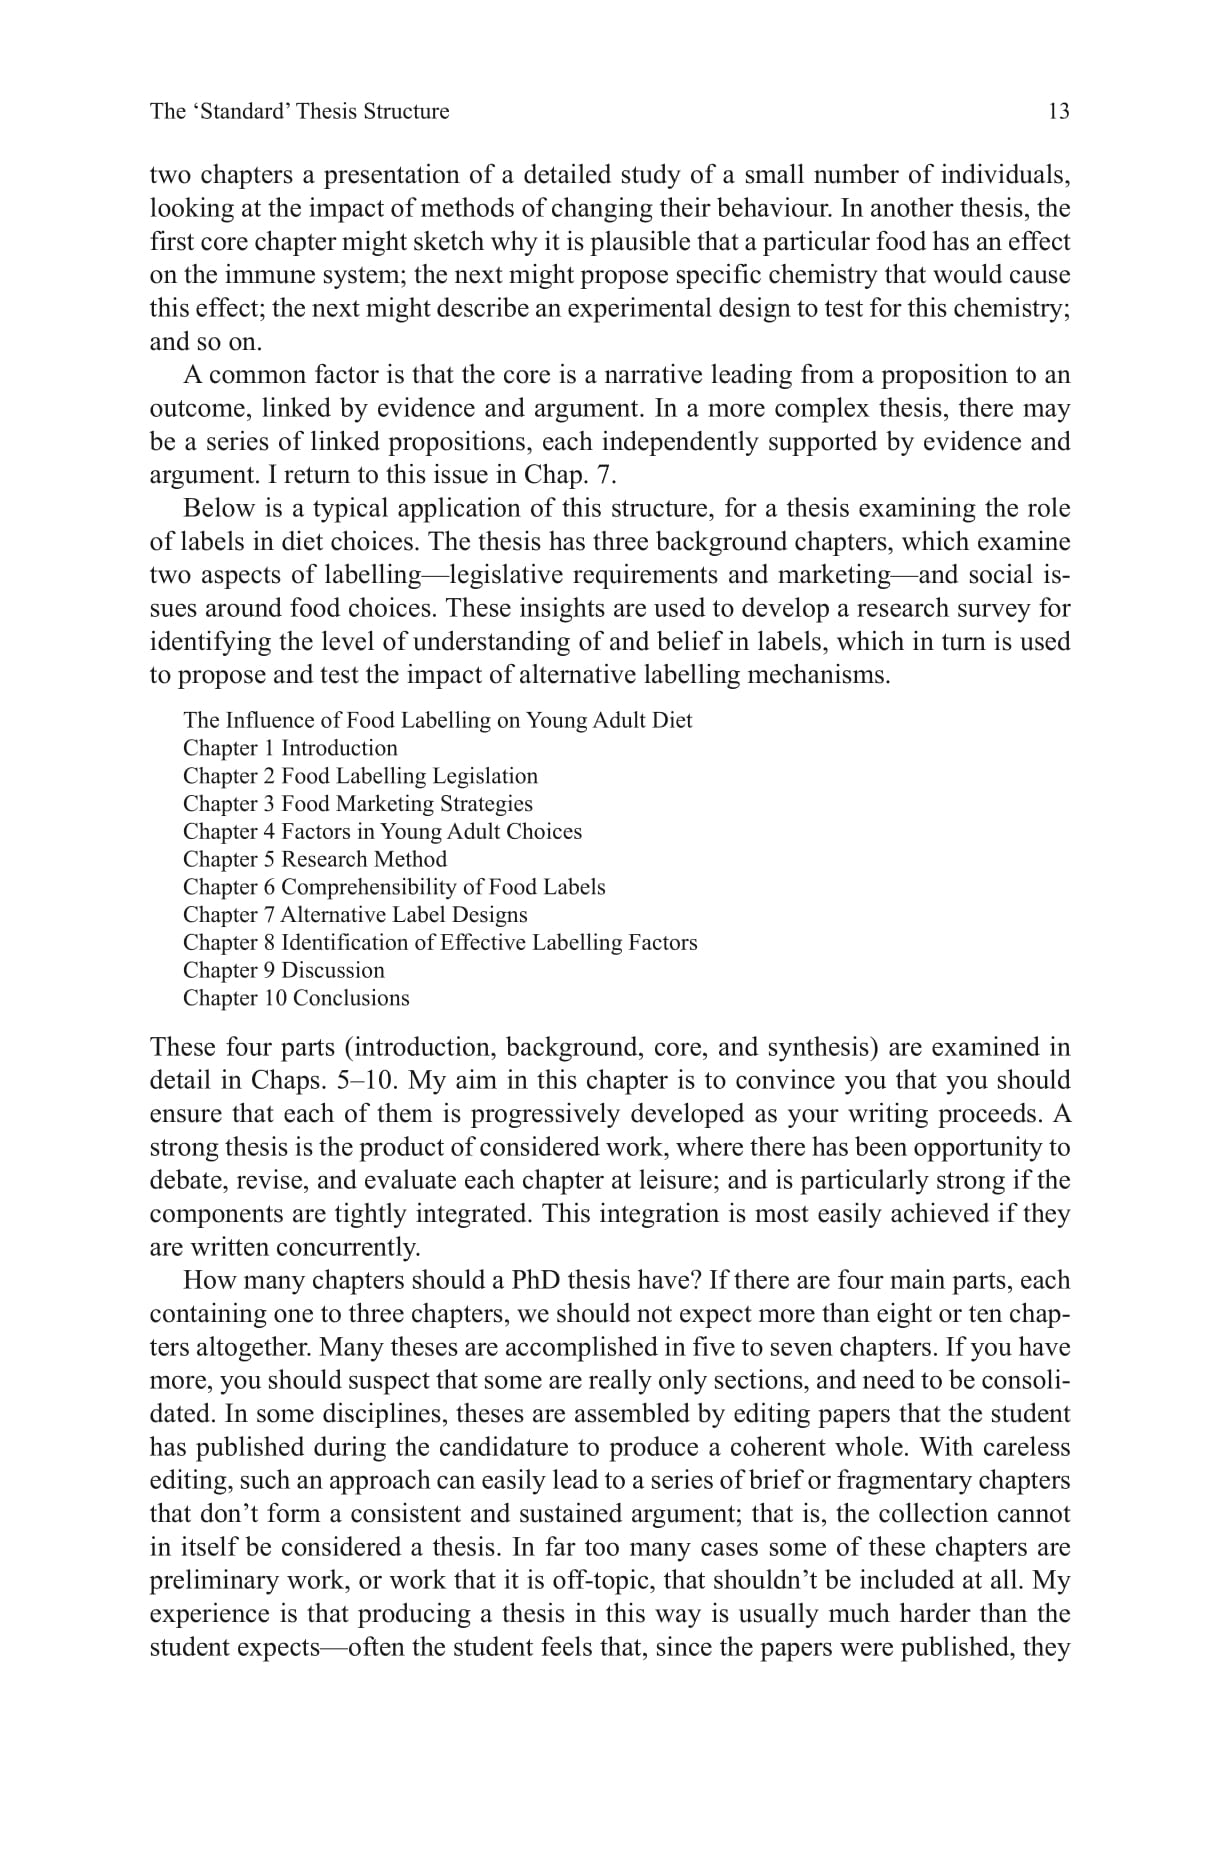 The ‘Standard’ Thesis Structure 13
two chapters a presentation of a detailed study of a small number of individuals,
looking at the impact of methods of changing their behaviour. In another thesis, the
first core chapter might sketch why it is plausible that a particular food has an effect
on the immune system; the next might propose specific chemistry that would cause
this effect; the next might describe an experimental design to test for this chemistry;
and so on.
A common factor is that the core is a narrative leading from a proposition to an
outcome, linked by evidence and argument. In a more complex thesis, there may
be a series of linked propositions, each independently supported by evidence and
argument. I return to this issue in Chap. 7.
Below is a typical application of this structure, for a thesis examining the role
of labels in diet choices. The thesis has three background chapters, which examine
two aspects of labelling—legislative requirements and marketing—and social is-
sues around food choices. These insights are used to develop a research survey for
identifying the level of understanding of and belief in labels, which in turn is used
to propose and test the impact of alternative labelling mechanisms.
The Influence of Food Labelling on Young Adult Diet
Chapter 1 Introduction
Chapter 2 Food Labelling Legislation
Chapter 3 Food Marketing Strategies
Chapter 4 Factors in Young Adult Choices
Chapter 5 Research Method
Chapter 6 Comprehensibility of Food Labels
Chapter 7 Alternative Label Designs
Chapter 8 Identification of Effective Labelling Factors
Chapter 9 Discussion
Chapter 10 Conclusions
These four parts (introduction, background, core, and synthesis) are examined in
detail in Chaps. 5–10. My aim in this chapter is to convince you that you should
ensure that each of them is progressively developed as your writing proceeds. A
strong thesis is the product of considered work, where there has been opportunity to
debate, revise, and evaluate each chapter at leisure; and is particularly strong if the
components are tightly integrated. This integration is most easily achieved if they
are written concurrently.
How many chapters should a PhD thesis have? If there are four main parts, each
containing one to three chapters, we should not expect more than eight or ten chap-
ters altogether. Many theses are accomplished in five to seven chapters. If you have
more, you should suspect that some are really only sections, and need to be consoli-
dated. In some disciplines, theses are assembled by editing papers that the student
has published during the candidature to produce a coherent whole. With careless
editing, such an approach can easily lead to a series of brief or fragmentary chapters
that don’t form a consistent and sustained argument; that is, the collection cannot
in itself be considered a thesis. In far too many cases some of these chapters are
preliminary work, or work that it is off-topic, that shouldn’t be included at all. My
experience is that producing a thesis in this way is usually much harder than the
student expects—often the student feels that, since the papers were published, they